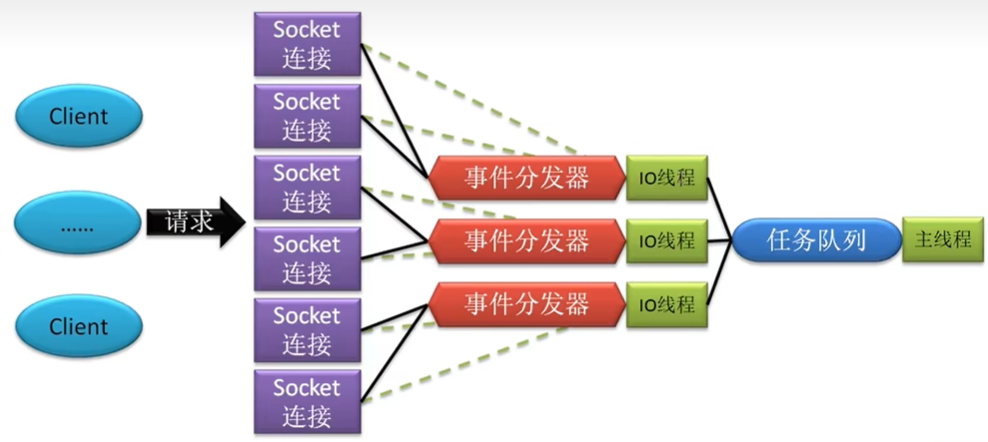 Socket
连接
Client
Socket
连接
Socket
连接
事件分发器
IO线程
......
请求
Socket
连接
事件分发器
IO线程
任务队列
主线程
Client
Socket
连接
事件分发器
IO线程
Socket
连接